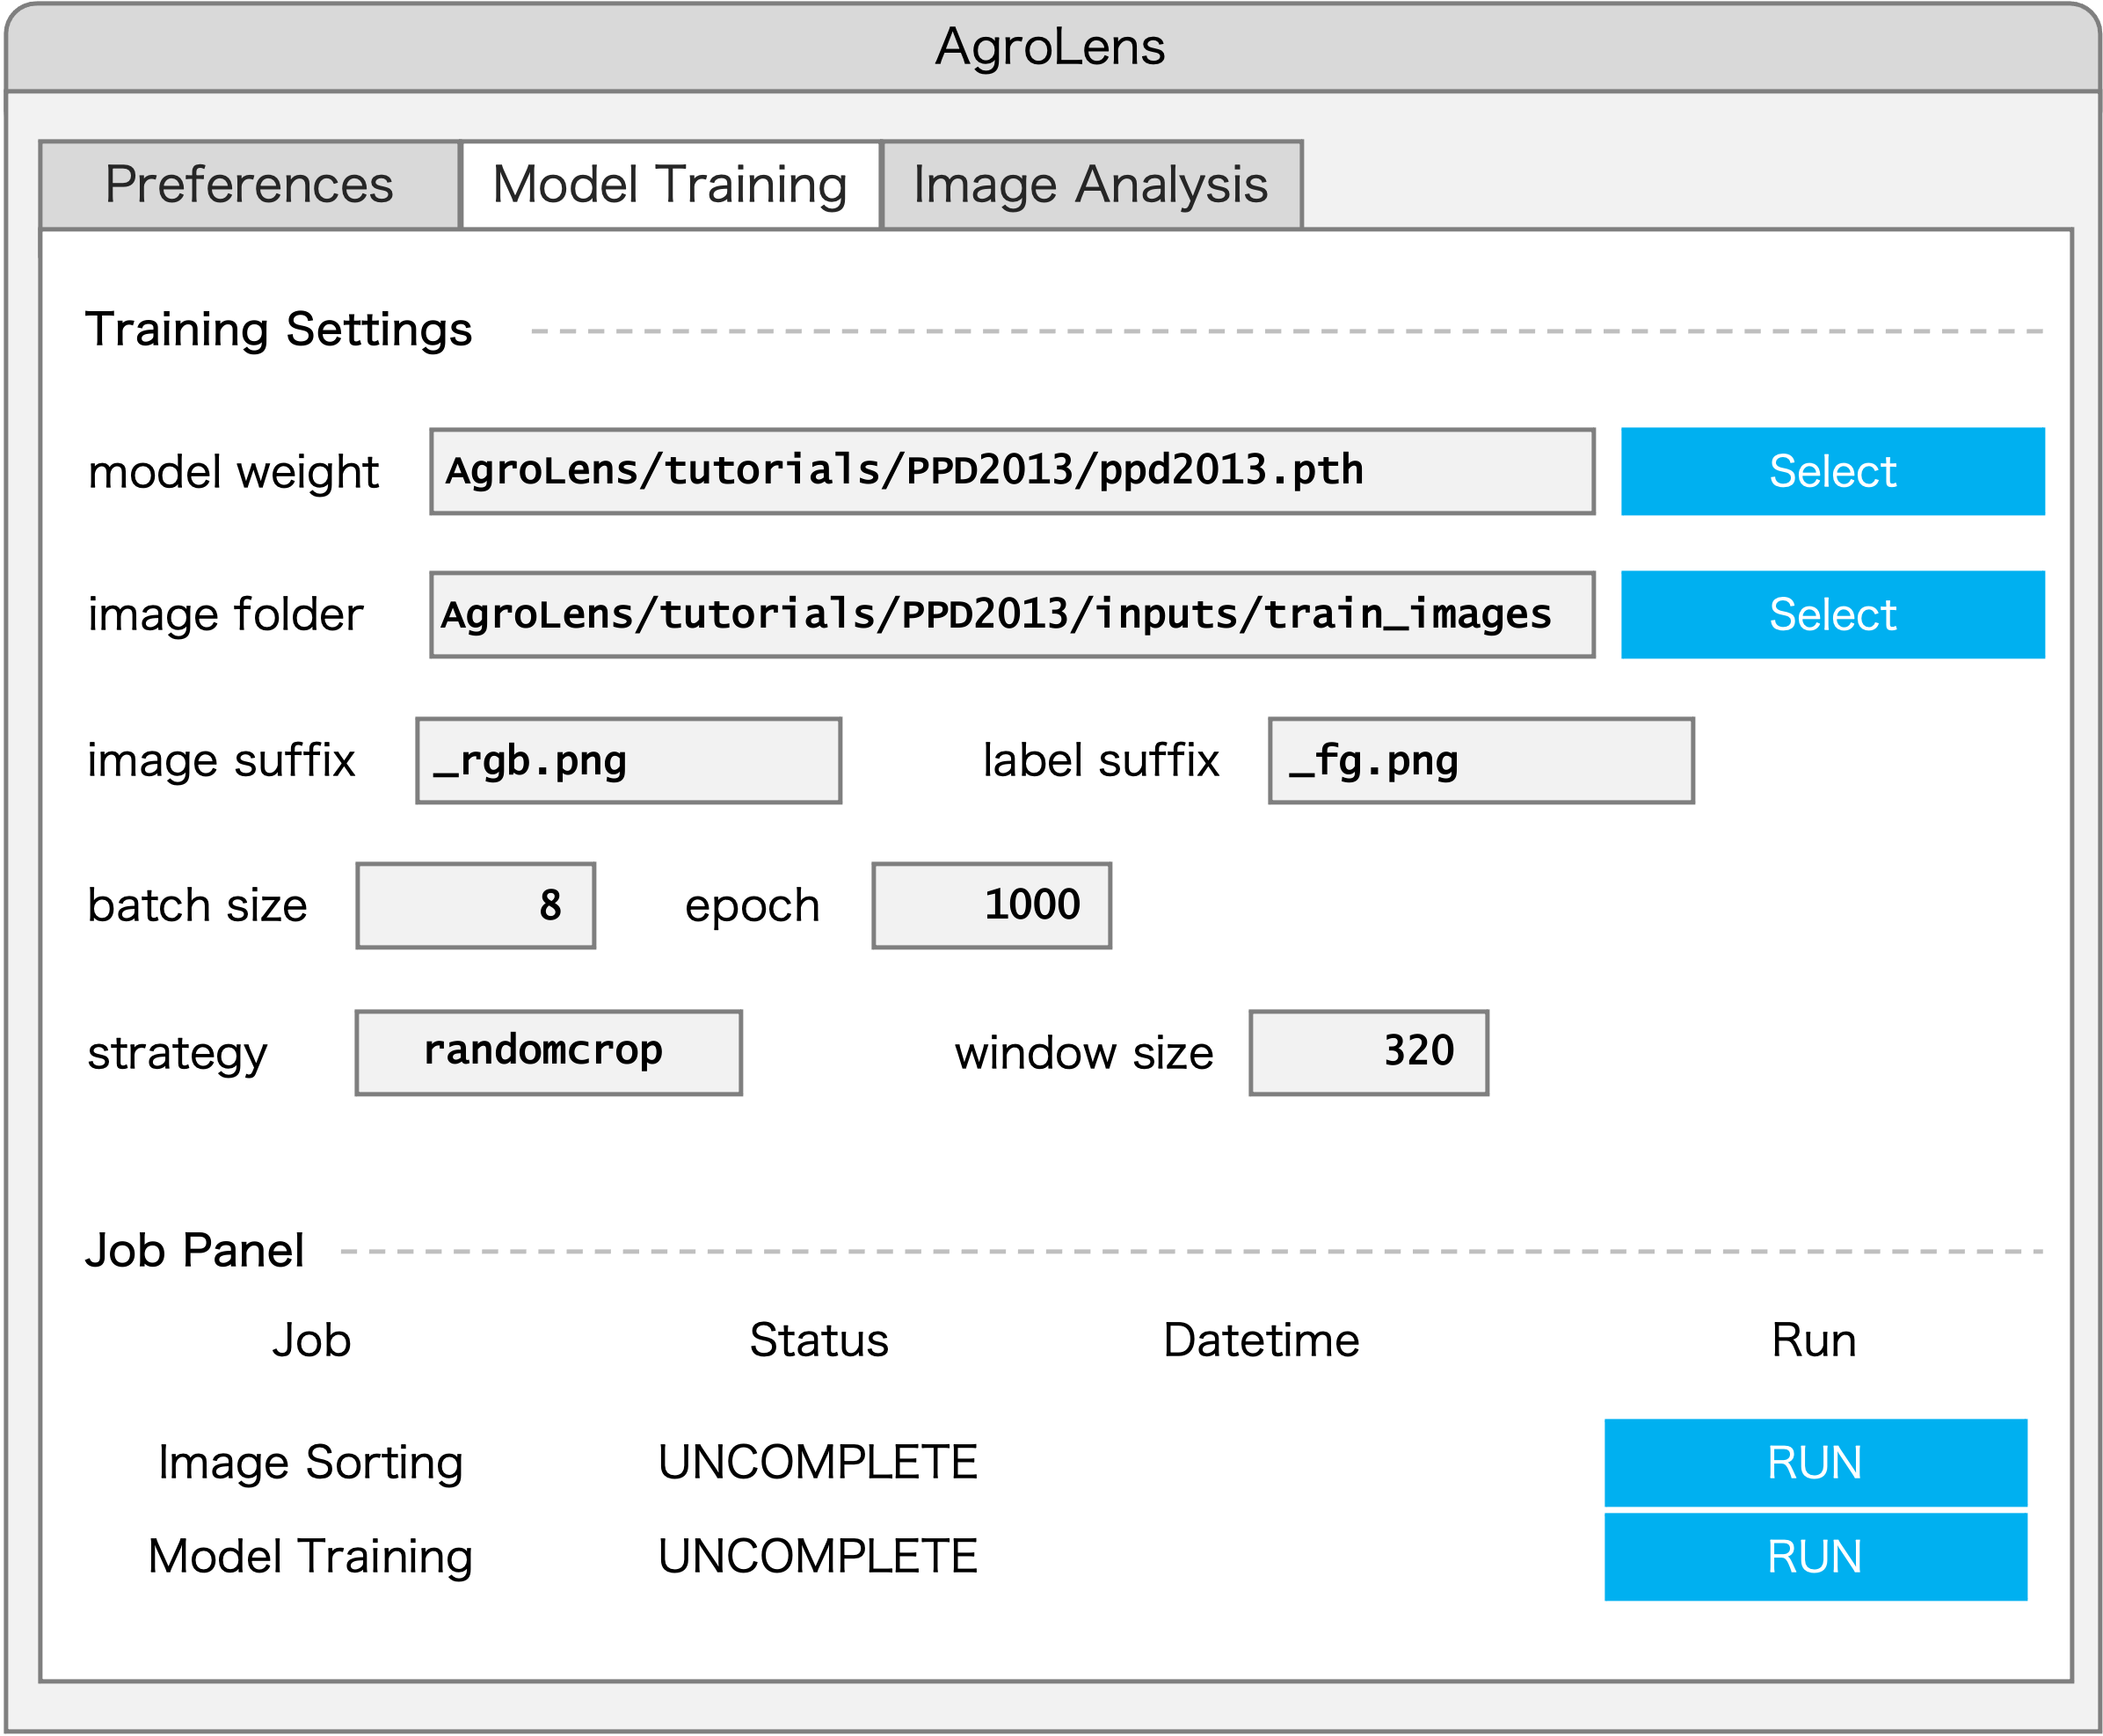 AgroLens
Preferences Model Training Image Analysis
Training Settings
model weight AgroLens/tutorials/PPD2013/ppd2013.pth Select
image folder AgroLens/tutorials/PPD2013/inputs/train_images Select
image suffix _rgb.png label suffix _fg.png
batch size 8 epoch 1000
strategy randomcrop window size 320
Job Panel
Job Status Datetime Run
Image Sorting UNCOMPLETE RUN
Model Training UNCOMPLETE RUN